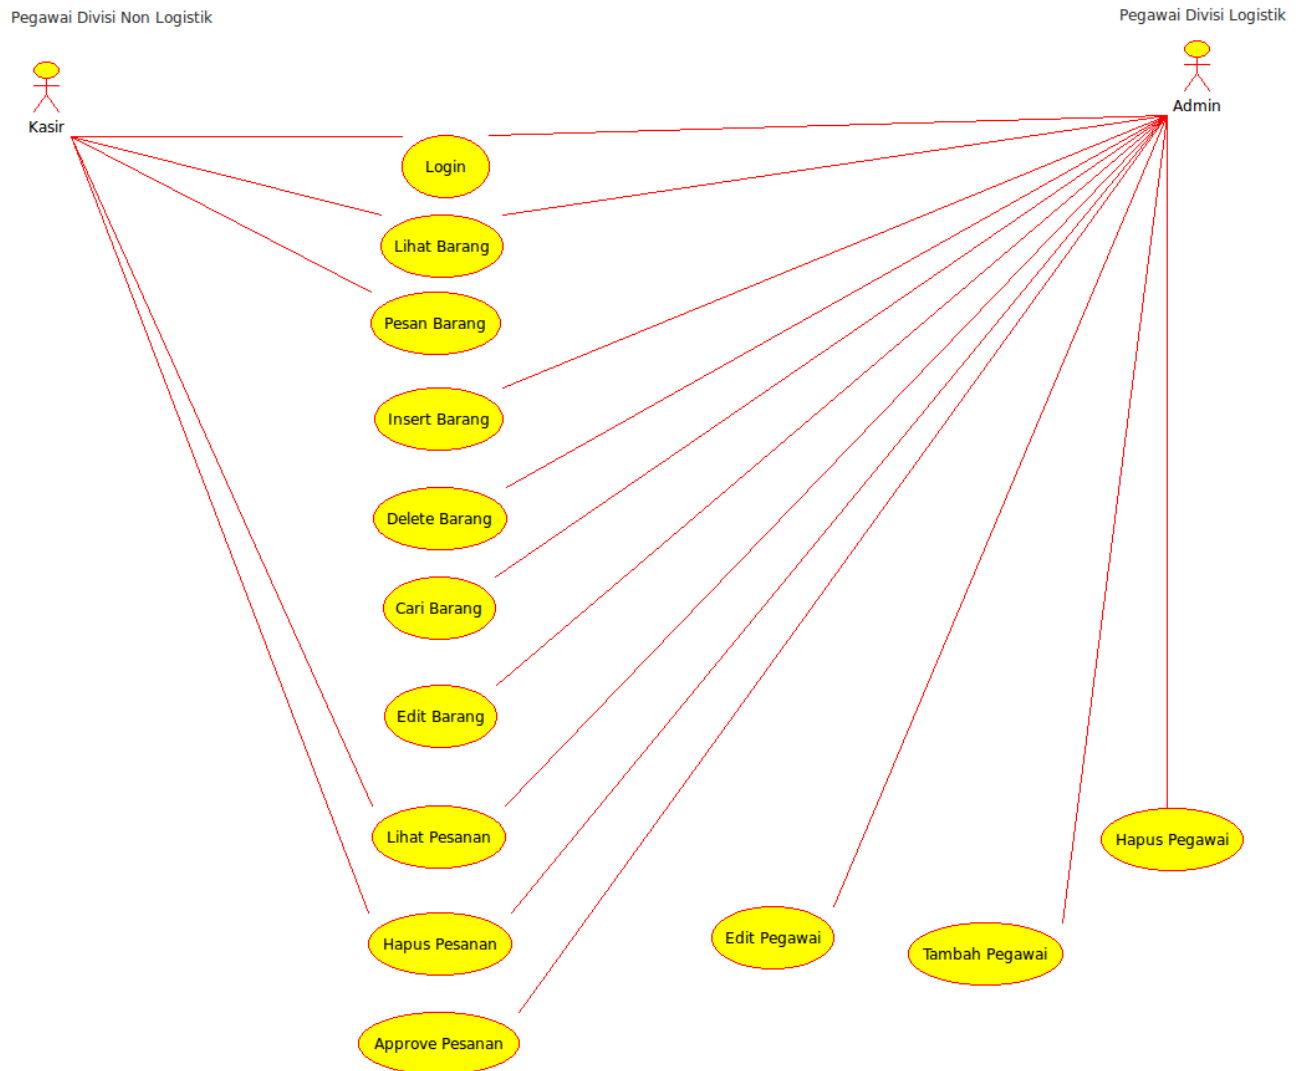 Pegawai Divisi Non Logistik
Pegawai Divisi Logistik
Kasir
Admin
Login
Lihat Barang
Pesan Barang
Insert Barang
Delete Barang
Cari Barang
Edit Barang
Lihat Pesanan
Hapus Pegawai
Hapus Pesanan
Edit Pegawai
Tambah Pegawai
Approve Pesanan